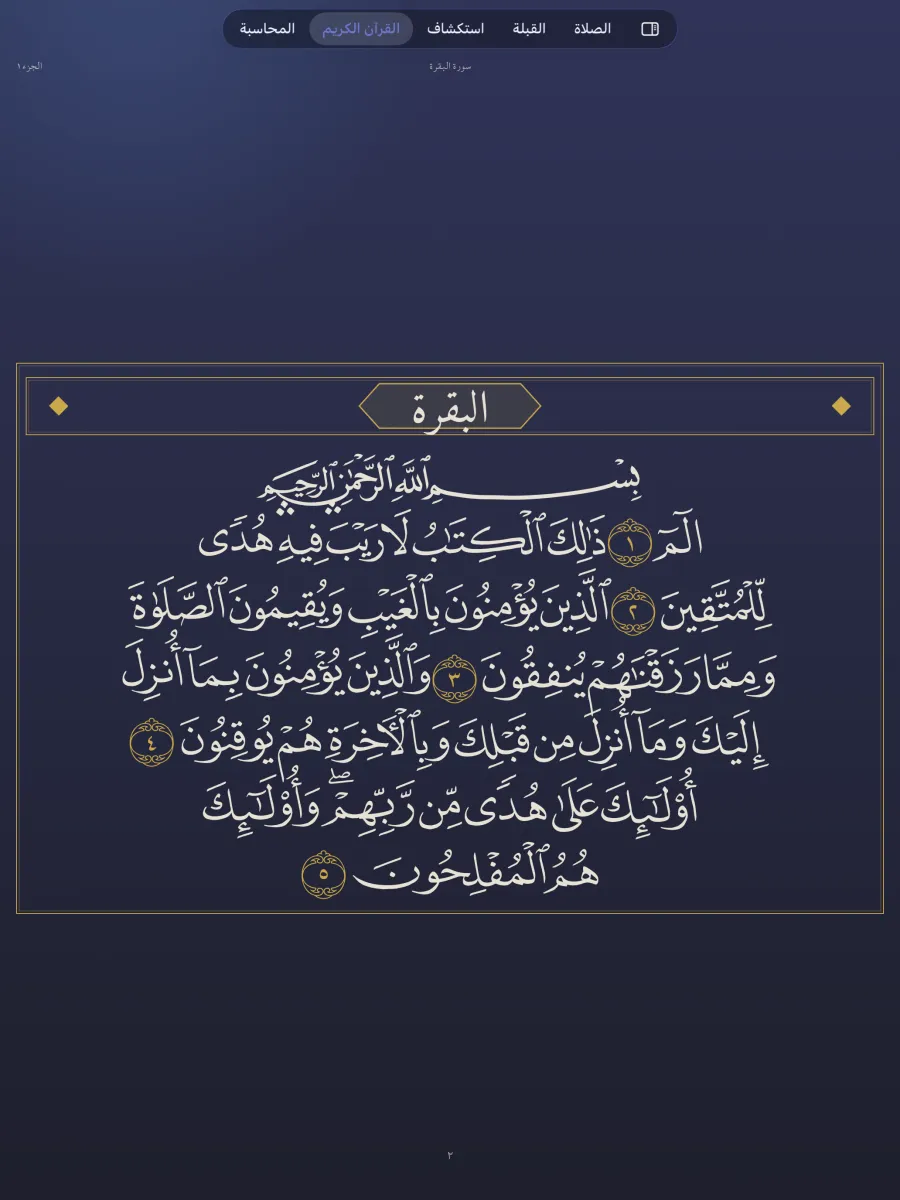 الصلاة القبلة استكشاف القرآن الكريم المحاسبة
سورة البقرة الجزء ١
البقرة
بِسْمِ ٱللَّهِ ٱلرَّحْمَٰنِ ٱلرَّحِيمِ
الٓمٓ ١ ذَٰلِكَ ٱلْكِتَٰبُ لَا رَيْبَ فِيهِ هُدًى
لِّلْمُتَّقِينَ ٢ ٱلَّذِينَ يُؤْمِنُونَ بِٱلْغَيْبِ وَيُقِيمُونَ ٱلصَّلَوٰةَ
وَمِمَّا رَزَقْنَٰهُمْ يُنفِقُونَ ٣ وَٱلَّذِينَ يُؤْمِنُونَ بِمَآ أُنزِلَ
إِلَيْكَ وَمَآ أُنزِلَ مِن قَبْلِكَ وَبِٱلْأَخِرَةِ هُمْ يُوقِنُونَ ٤
أُو۟لَٰٓئِكَ عَلَىٰ هُدًى مِّن رَّبِّهِمْ ۖ وَأُو۟لَٰٓئِكَ
هُمُ ٱلْمُفْلِحُونَ ٥
٢